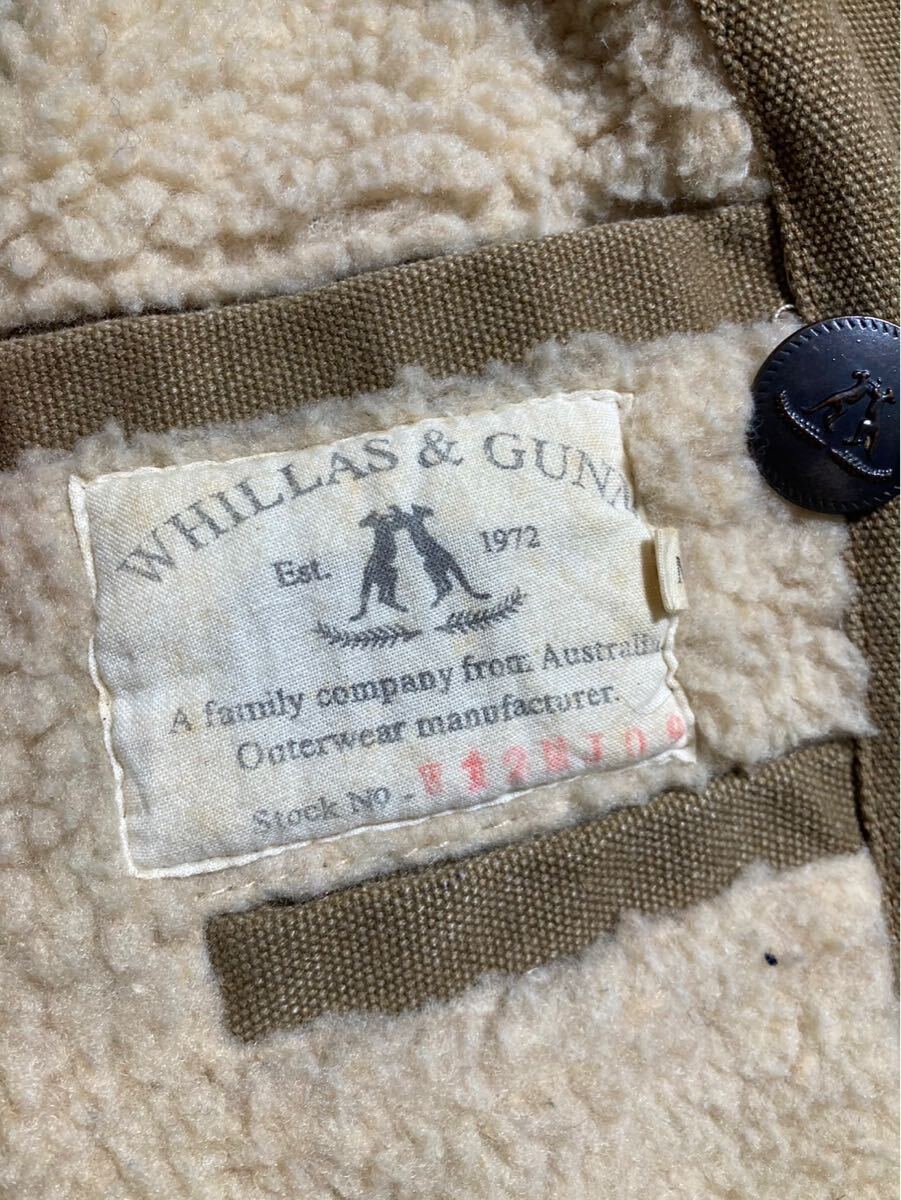 WHILLAS & GUNN
Est. 1972
A family company from Australia
Outerwear manufacturer.
Stock No.